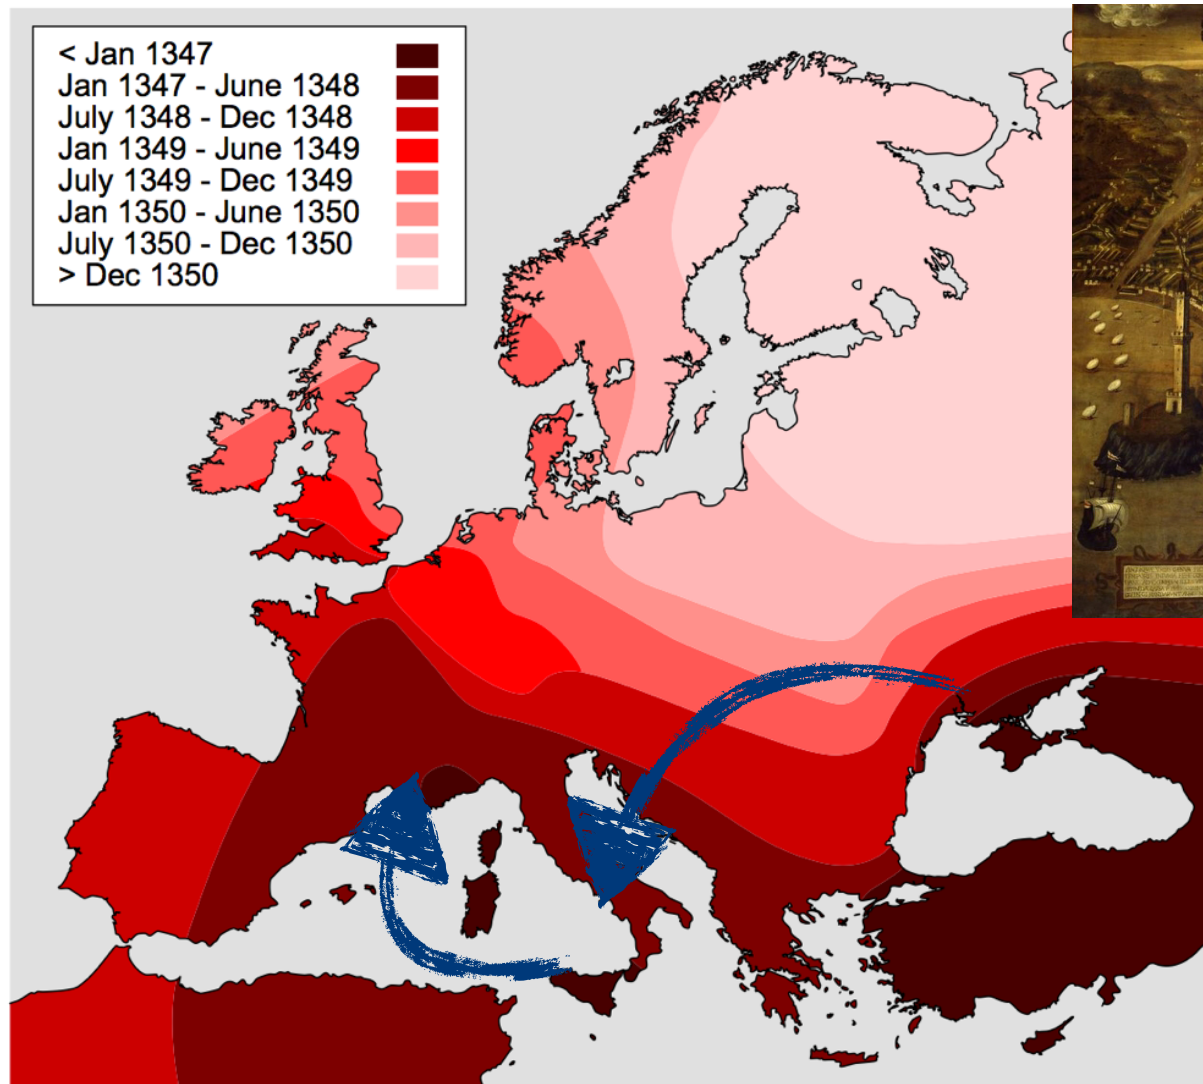 < Jan 1347
Jan 1347 - June 1348
July 1348 - Dec 1348
Jan 1349 - June 1349
July 1349 - Dec 1349
Jan 1350 - June 1350
July 1350 - Dec 1350
> Dec 1350